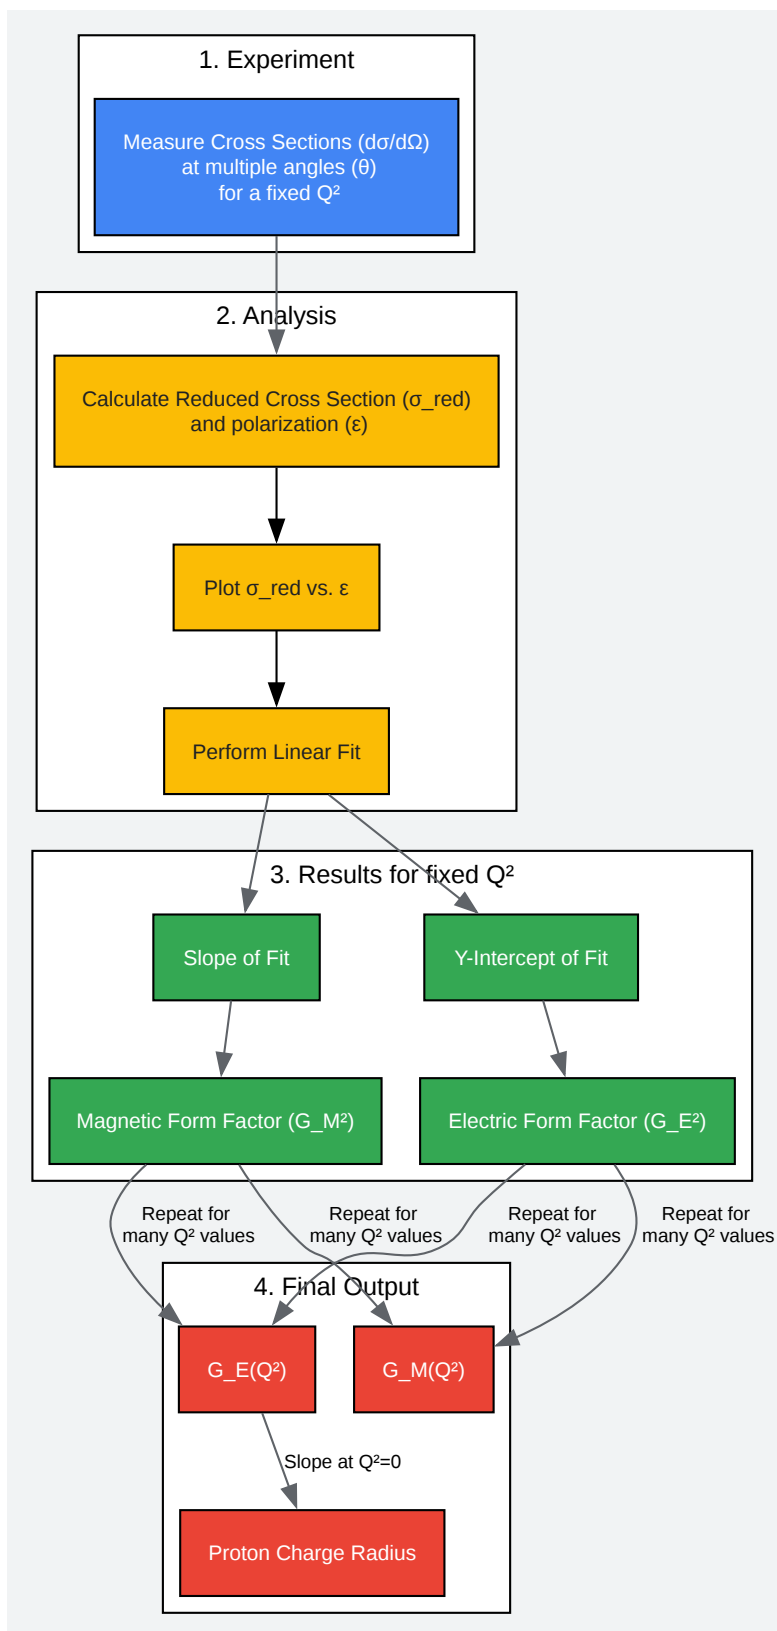 1. Experiment
Measure Cross Sections (dσ/dΩ)
at multiple angles (θ)
for a fixed Q²
2. Analysis
Calculate Reduced Cross Section (σ_red)
and polarization (ε)
Plot σ_red vs. ε
Perform Linear Fit
3. Results for fixed Q²
Slope of Fit
Y-Intercept of Fit
Magnetic Form Factor (G_M²)
Electric Form Factor (G_E²)
Repeat for
many Q² values
Repeat for
many Q² values
Repeat for
many Q² values
Repeat for
many Q² values
4. Final Output
G_E(Q²)
G_M(Q²)
Slope at Q²=0
Proton Charge Radius